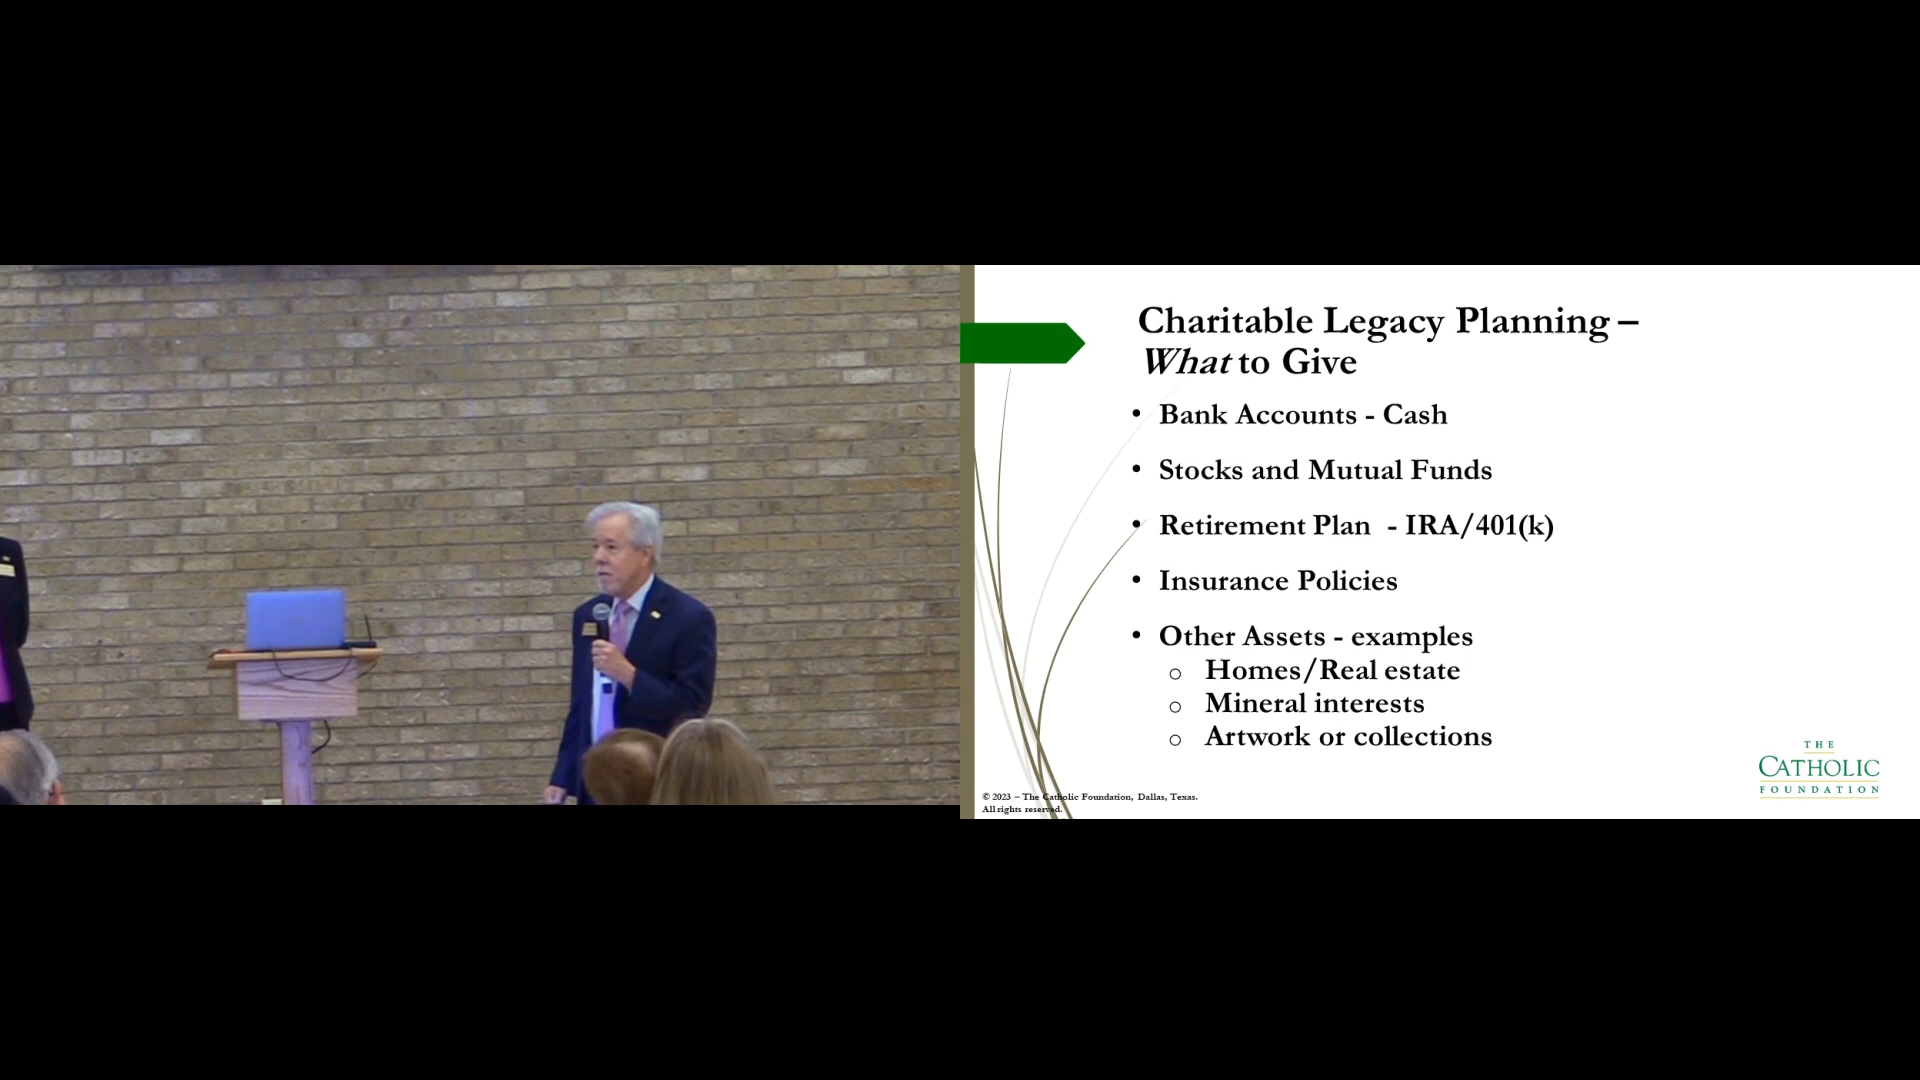 Charitable Legacy Planning –
What to Give
• Bank Accounts - Cash
• Stocks and Mutual Funds
• Retirement Plan - IRA/401(k)
• Insurance Policies
• Other Assets - examples
o Homes/Real estate
o Mineral interests
o Artwork or collections
THE
CATHOLIC
FOUNDATION
© 2023 – The Catholic Foundation, Dallas, Texas.
All rights reserved.